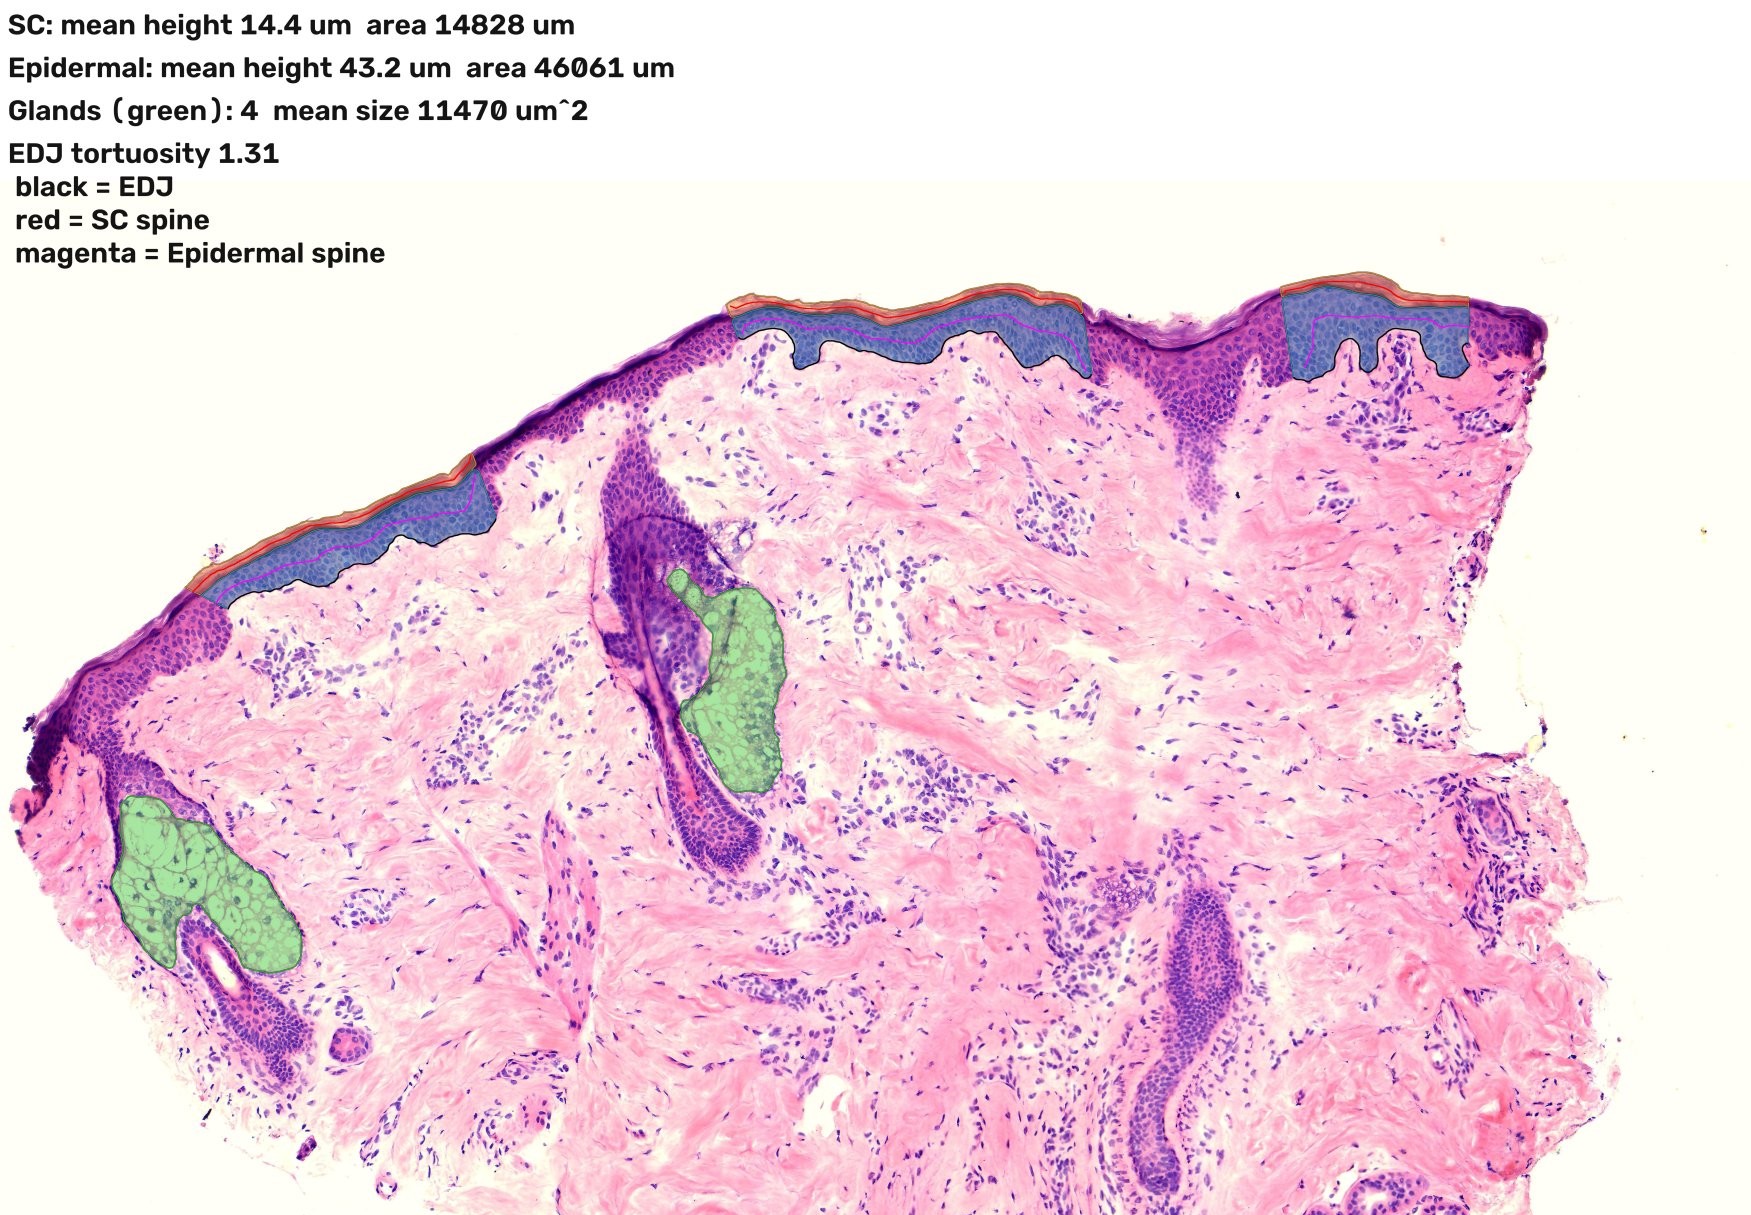 SC: mean height 14.4 um area 14828 um
Epidermal: mean height 43.2 um area 46061 um
Glands (green): 4 mean size 11470 um^2
EDJ tortuosity 1.31
black = EDJ
red = SC spine
magenta = Epidermal spine